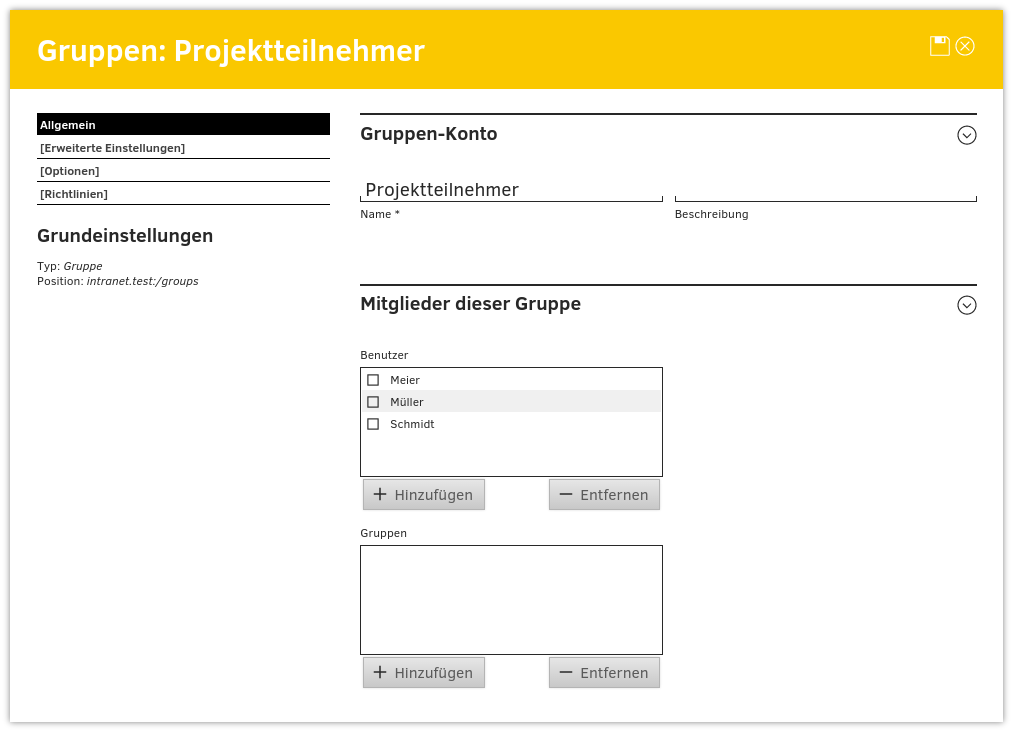 Gruppen: Projektteilnehmer
Allgemein
[Erweiterte Einstellungen]
[Optionen]
[Richtlinien]
Grundeinstellungen
Typ: Gruppe
Position: intranet.test:/groups
Gruppen-Konto
Projektteilnehmer
Name *
Beschreibung
Mitglieder dieser Gruppe
Benutzer
Meier
Müller
Schmidt
Hinzufügen
Entfernen
Gruppen
Hinzufügen
Entfernen